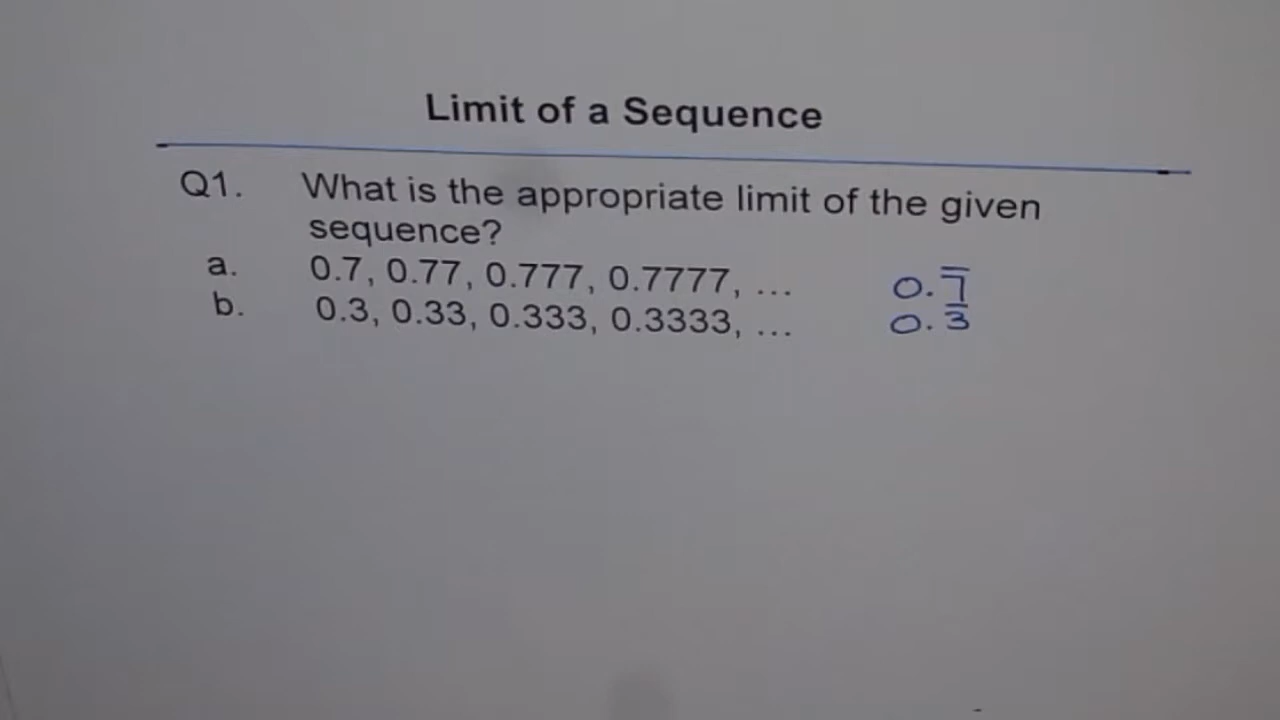 Limit of a Sequence
Q1. What is the appropriate limit of the given
sequence?
a. 0.7, 0.77, 0.777, 0.7777, ... 0.7̅
b. 0.3, 0.33, 0.333, 0.3333, ... 0.3̅